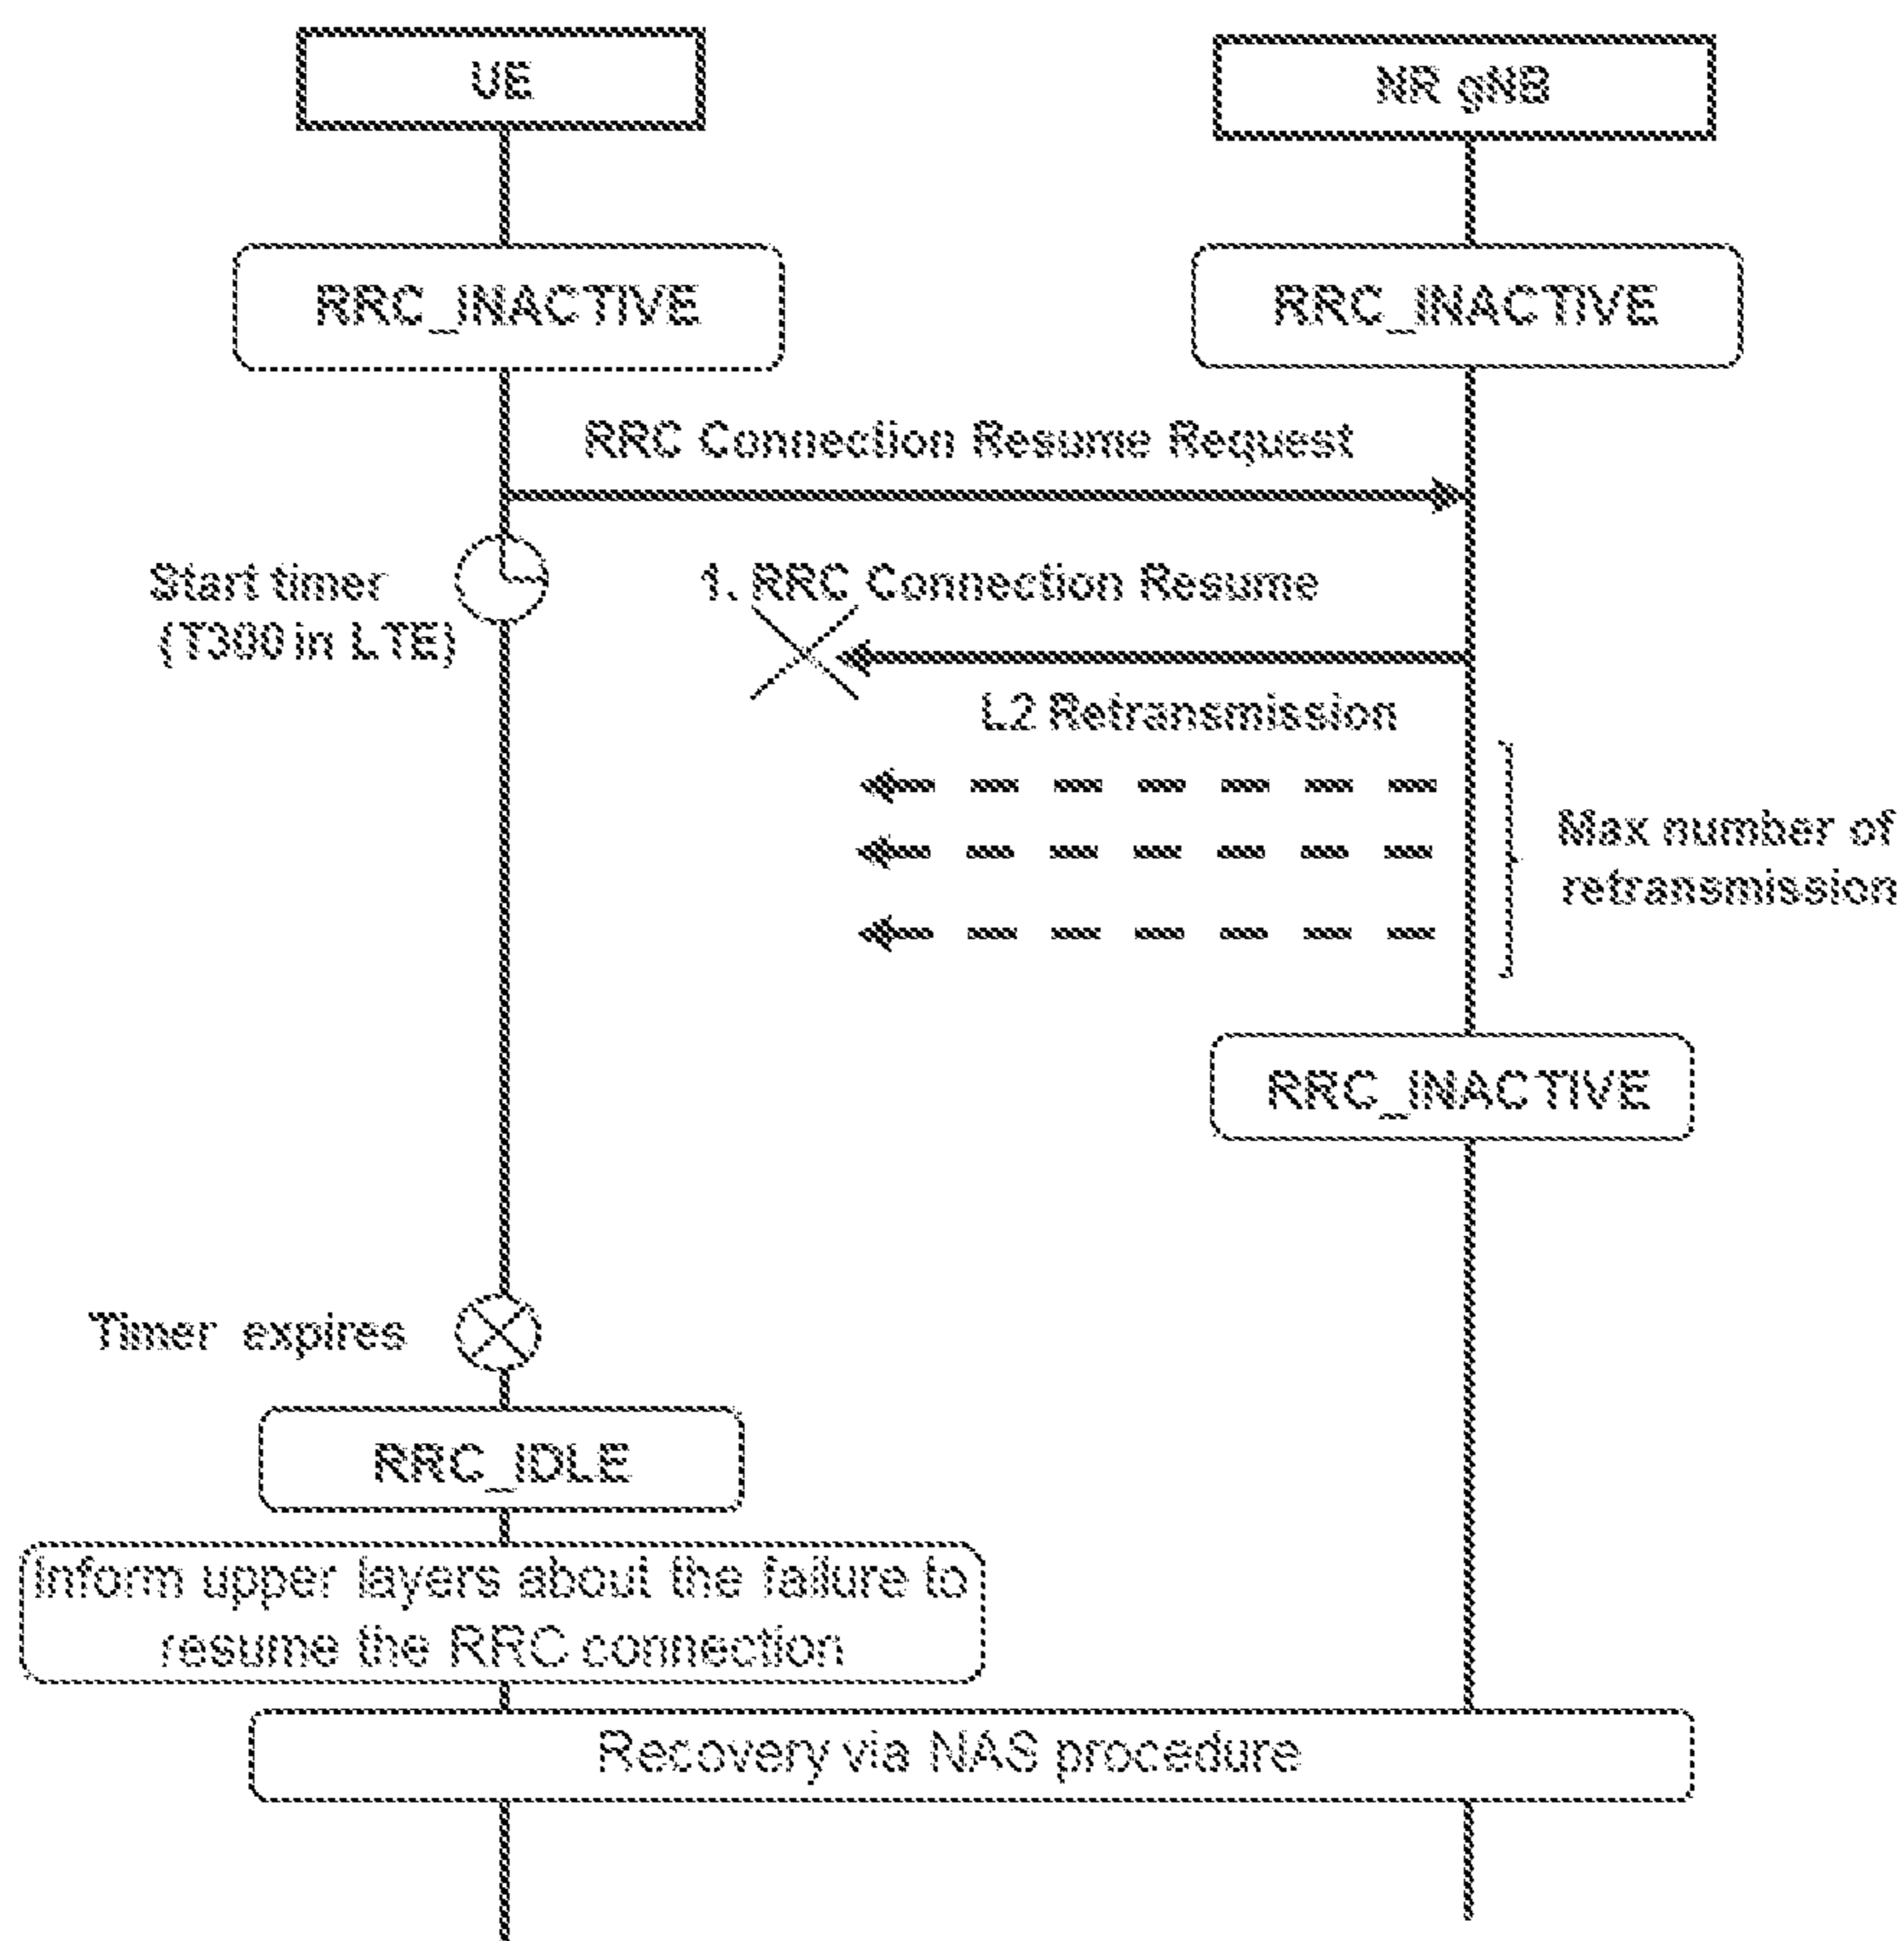 UE
NR gNB
RRC_INACTIVE
RRC_INACTIVE
RRC Connection Resume Request
Start timer
(T300 in LTE)
1. RRC Connection Resume
L2 Retransmission
Max number of
retransmission
RRC_INACTIVE
Timer expires
RRC_IDLE
Inform upper layers about the failure to
resume the RRC connection
Recovery via NAS procedure